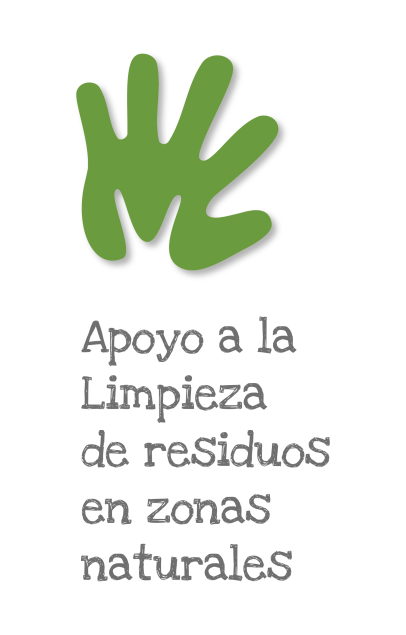 Apoyo a la
Limpieza
de residuos
en zonas
naturales